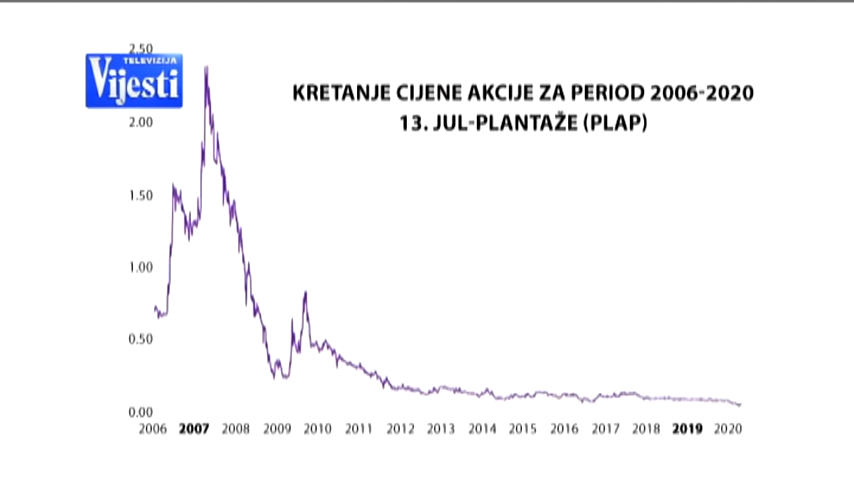 2.50
TELEVIZIJA
Vijesti
KRETANJE CIJENE AKCIJE ZA PERIOD 2006-2020
13. JUL-PLANTAŽE (PLAP)
2.00
1.50
1.00
0.50
0.00
2006 2007 2008 2009 2010 2011 2012 2013 2014 2015 2016 2017 2018 2019 2020